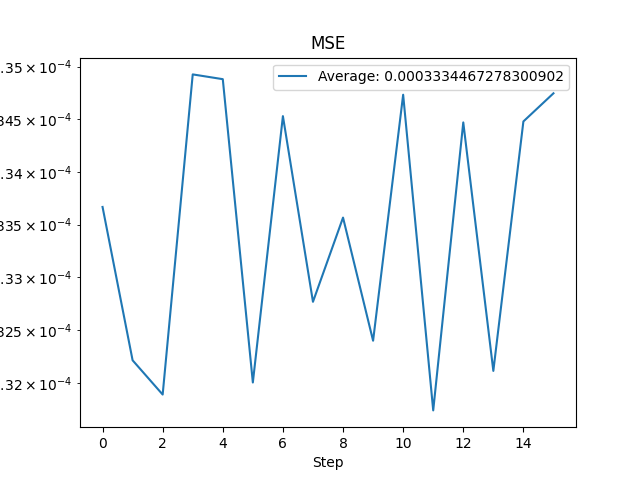 MSE
Average: 0.0003334467278300902
.35 × 10⁻⁴
345 × 10⁻⁴
.34 × 10⁻⁴
335 × 10⁻⁴
.33 × 10⁻⁴
325 × 10⁻⁴
.32 × 10⁻⁴
0 2 4 6 8 10 12 14
Step